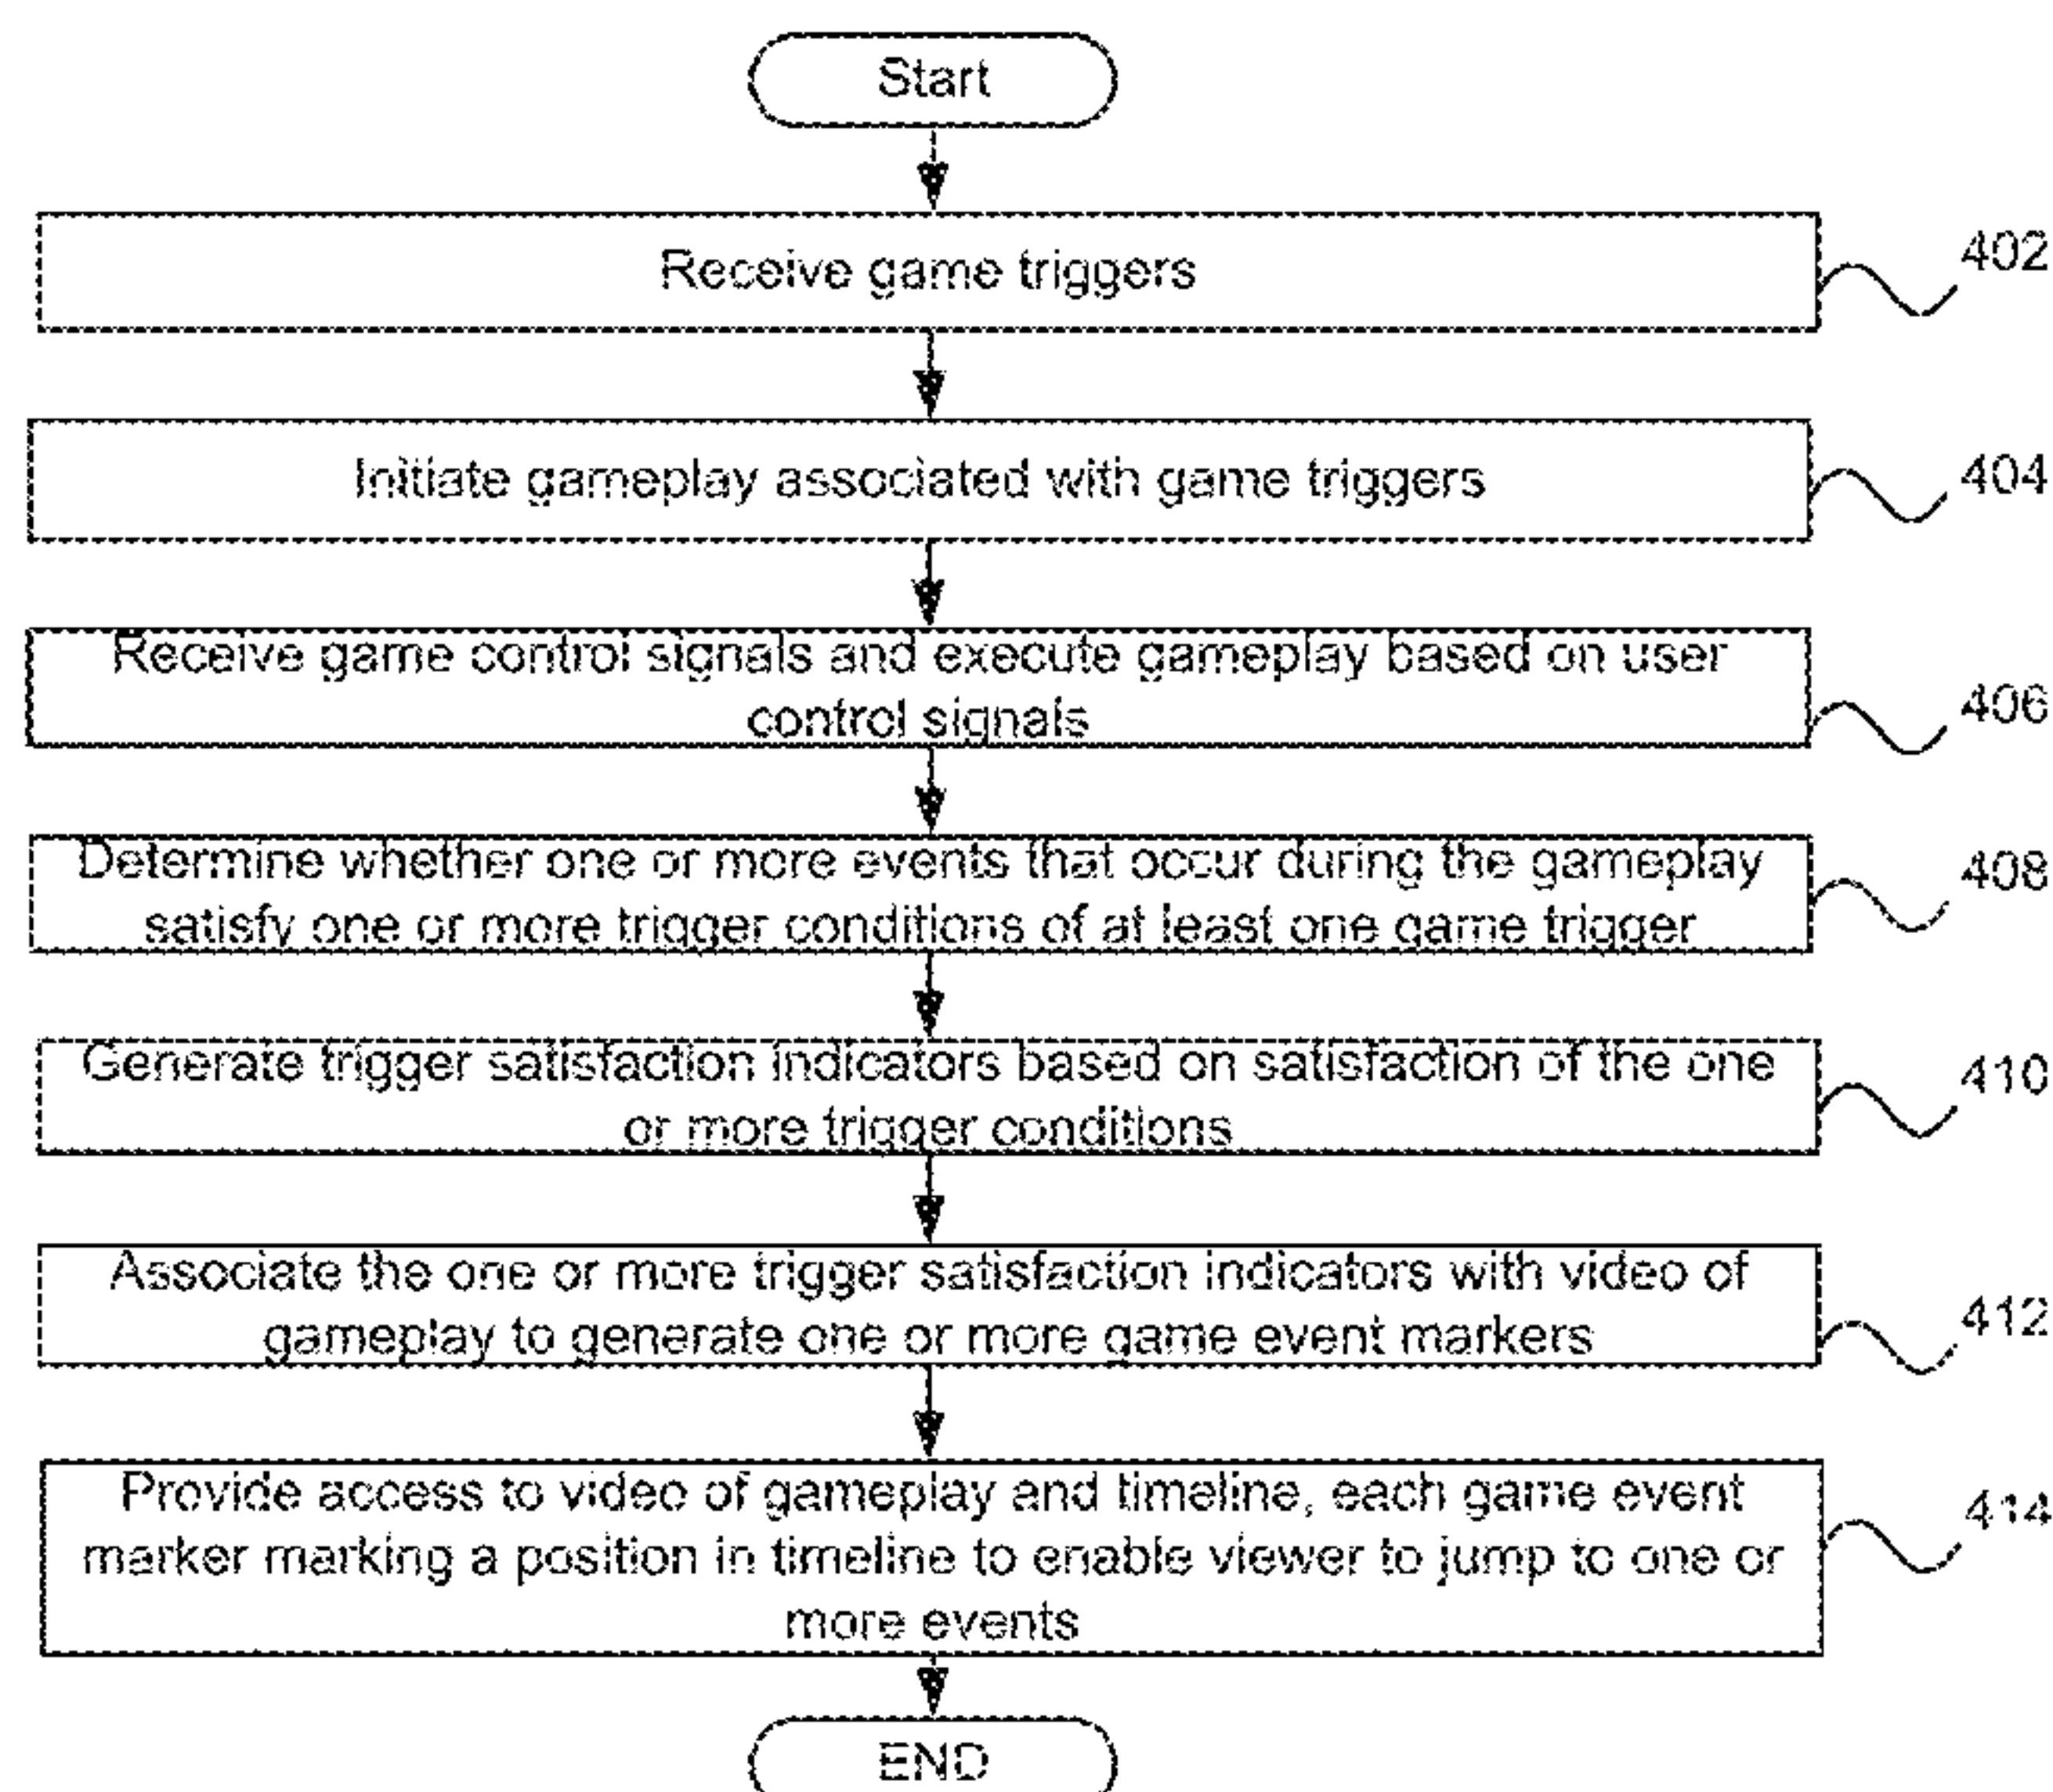 Start
Receive game triggers
402
Initiate gameplay associated with game triggers
404
Receive game control signals and execute gameplay based on user
control signals
406
Determine whether one or more events that occur during the gameplay
satisfy one or more trigger conditions of at least one game trigger
408
Generate trigger satisfaction indicators based on satisfaction of the one
or more trigger conditions
410
Associate the one or more trigger satisfaction indicators with video of
gameplay to generate one or more game event markers
412
Provide access to video of gameplay and timeline, each game event
marker marking a position in timeline to enable viewer to jump to one or
more events
414
END